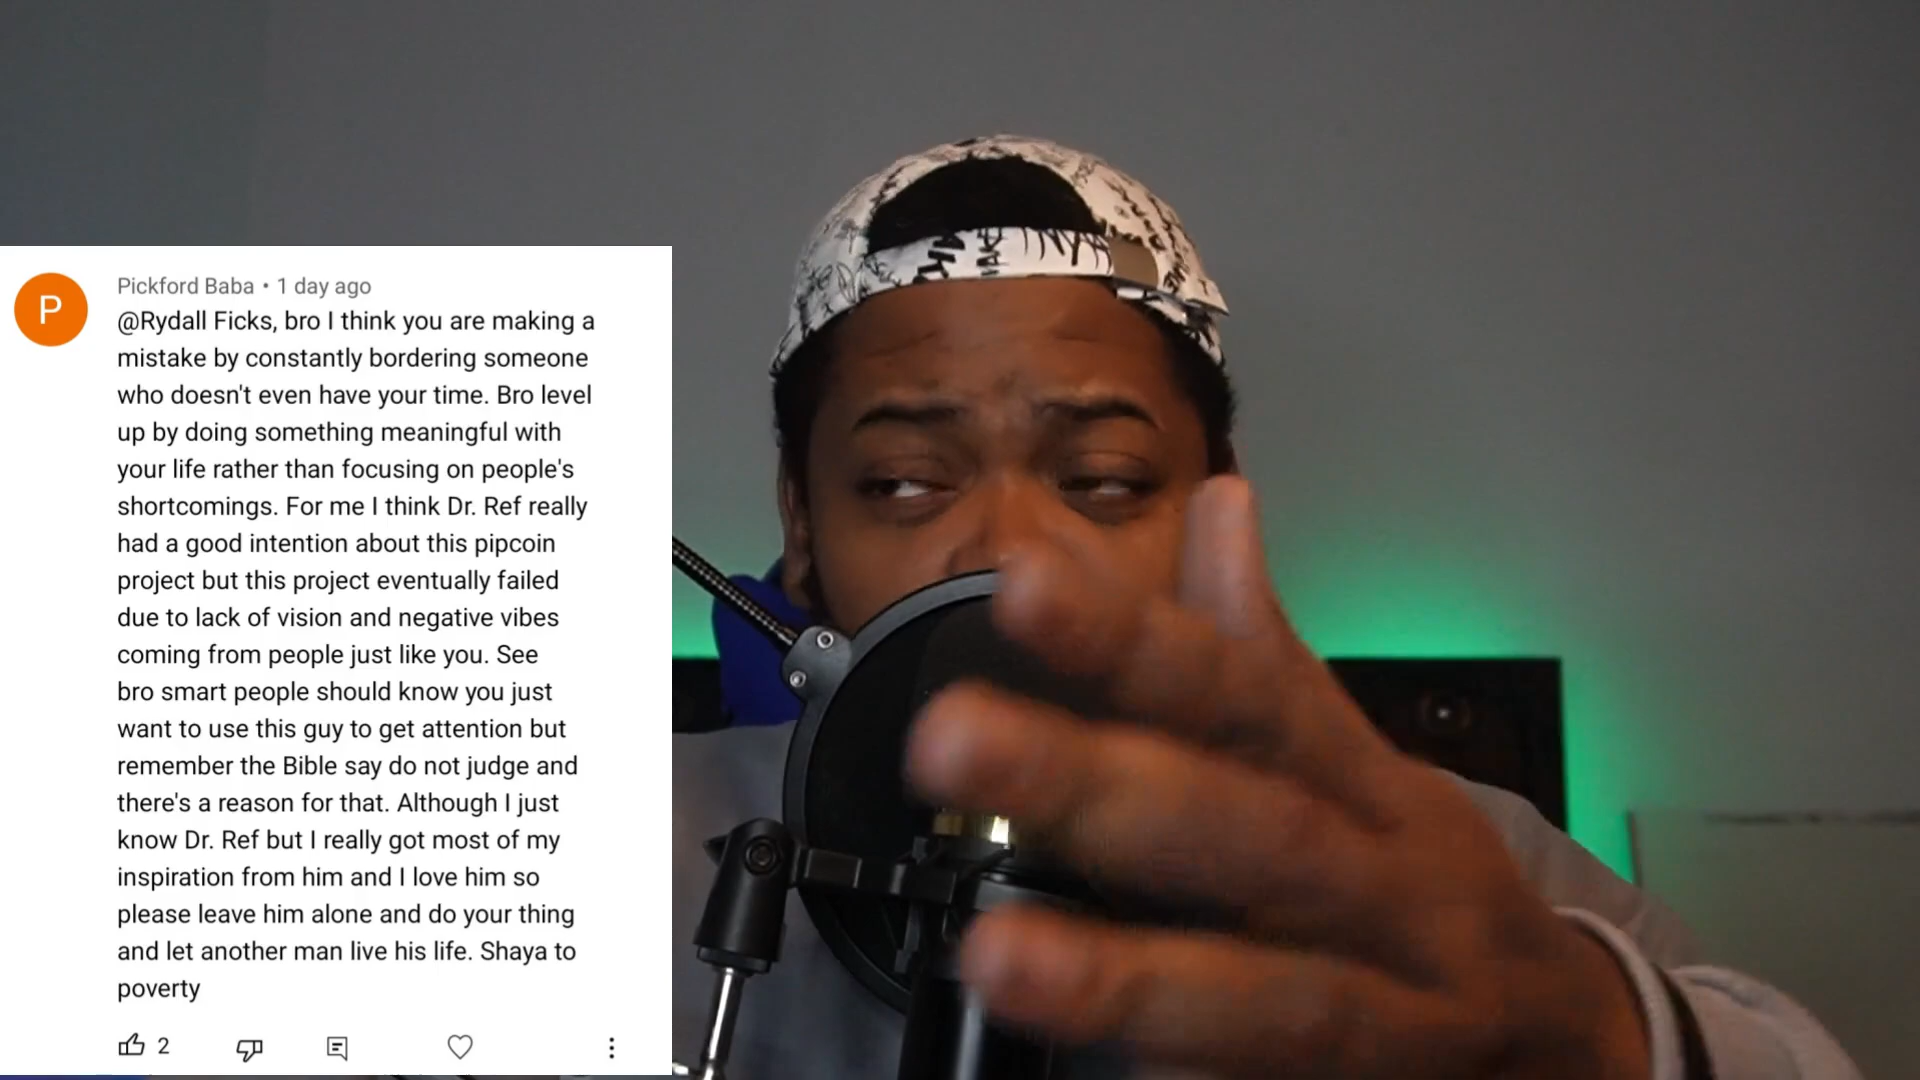 Pickford Baba • 1 day ago
@Rydall Ficks, bro I think you are making a
mistake by constantly bordering someone
who doesn't even have your time. Bro level
up by doing something meaningful with
your life rather than focusing on people's
shortcomings. For me I think Dr. Ref really
had a good intention about this pipcoin
project but this project eventually failed
due to lack of vision and negative vibes
coming from people just like you. See
bro smart people should know you just
want to use this guy to get attention but
remember the Bible say do not judge and
there's a reason for that. Although I just
know Dr. Ref but I really got most of my
inspiration from him and I love him so
please leave him alone and do your thing
and let another man live his life. Shaya to
poverty
2
P